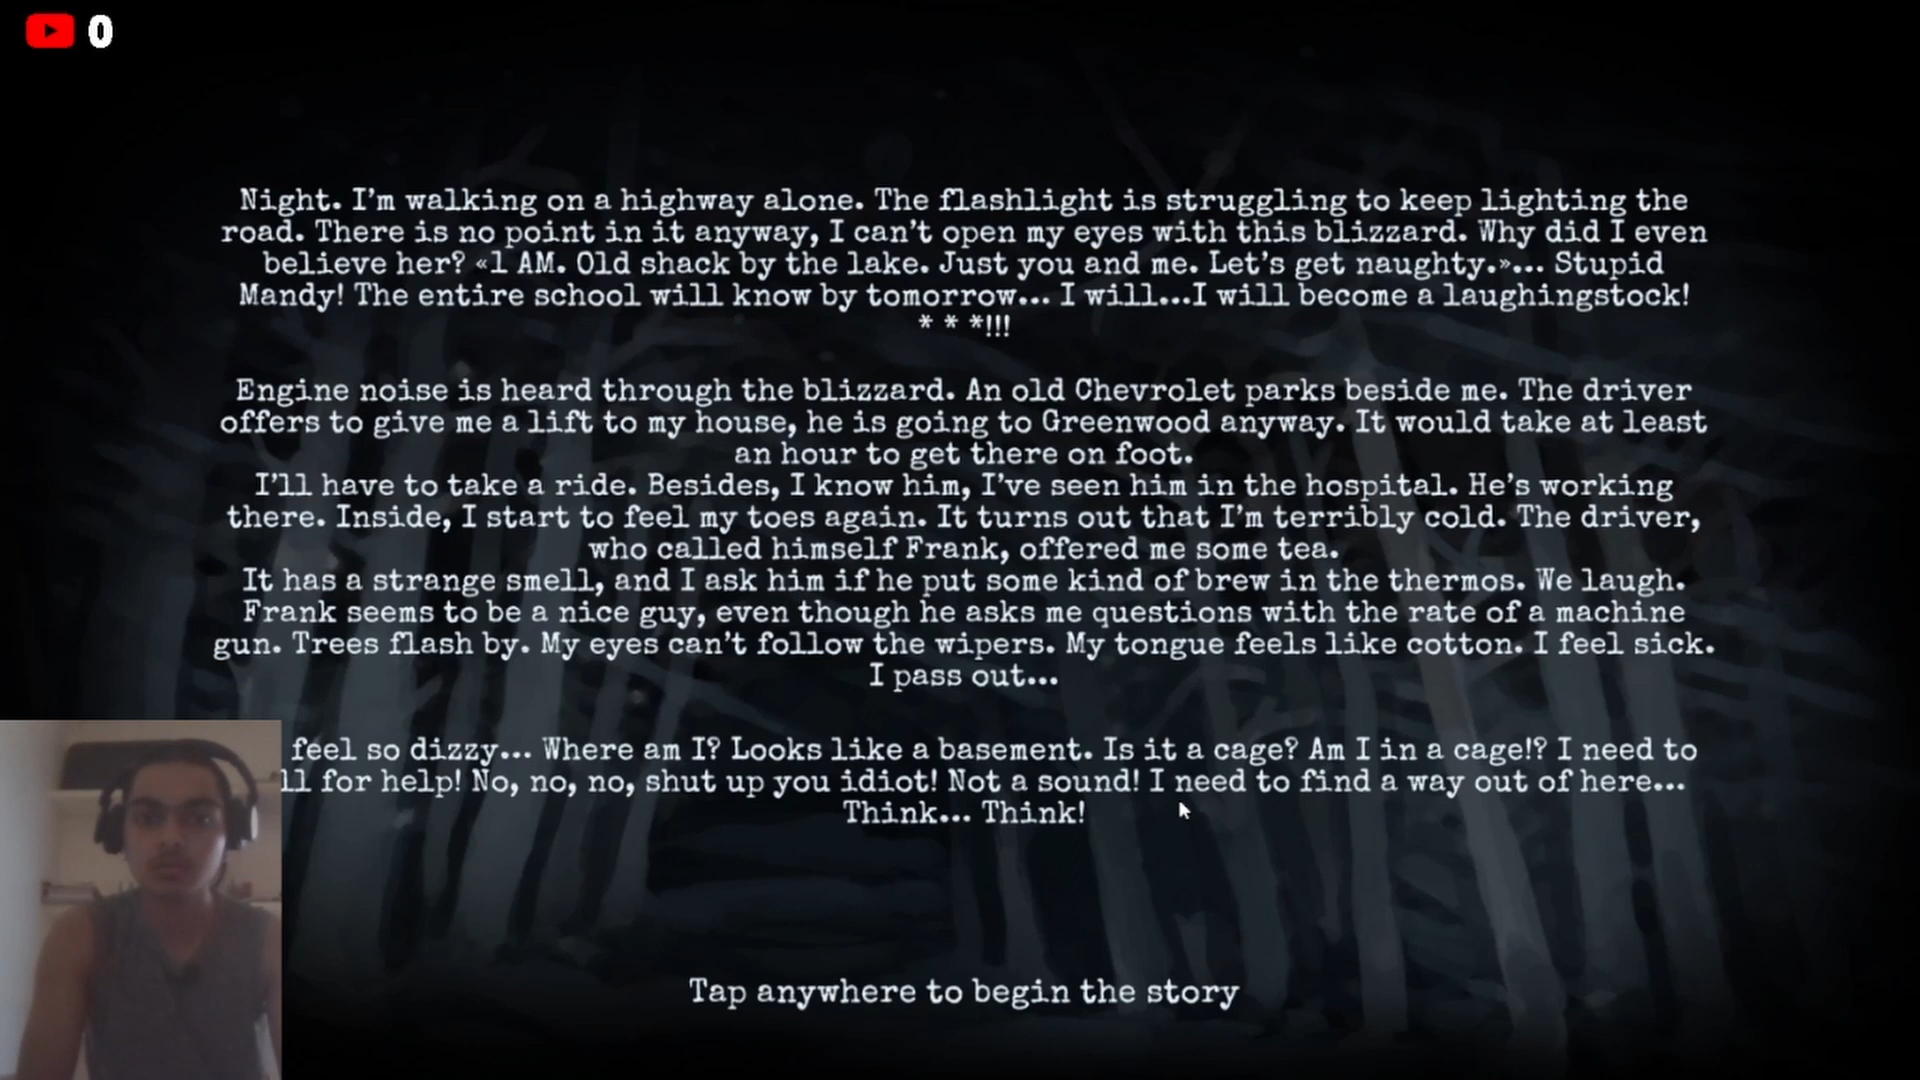 0
Night. I'm walking on a highway alone. The flashlight is struggling to keep lighting the
road. There is no point in it anyway, I can't open my eyes with this blizzard. Why did I even
believe her? «1 AM. Old shack by the lake. Just you and me. Let's get naughty.»... Stupid
Mandy! The entire school will know by tomorrow... I will...I will become a laughingstock!
* * *!!!
Engine noise is heard through the blizzard. An old Chevrolet parks beside me. The driver
offers to give me a lift to my house, he is going to Greenwood anyway. It would take at least
an hour to get there on foot.
I'll have to take a ride. Besides, I know him, I've seen him in the hospital. He's working
there. Inside, I start to feel my toes again. It turns out that I'm terribly cold. The driver,
who called himself Frank, offered me some tea.
It has a strange smell, and I ask him if he put some kind of brew in the thermos. We laugh.
Frank seems to be a nice guy, even though he asks me questions with the rate of a machine
gun. Trees flash by. My eyes can't follow the wipers. My tongue feels like cotton. I feel sick.
I pass out...
feel so dizzy... Where am I? Looks like a basement. Is it a cage? Am I in a cage!? I need to
ll for help! No, no, no, shut up you idiot! Not a sound! I need to find a way out of here...
Think... Think!
Tap anywhere to begin the story